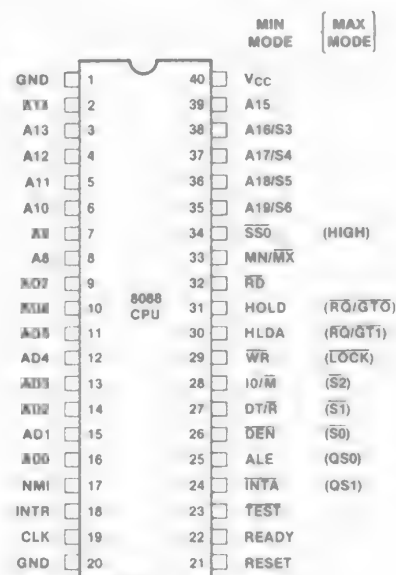 MIN MAX
MODE MODE
GND 1 40 VCC
2 39 A15
A13 3 38 A16/S3
A12 4 37 A17/S4
A11 5 36 A18/S5
A10 6 35 A19/S6
7 34 SS0 (HIGH)
A8 8 33 MN/MX
9 32 RD
10 31 HOLD (RQ/GT0)
11 30 HLDA (RQ/GT1)
8088
CPU
AD4 12 29 WR (LOCK)
13 28 IO/M (S2)
14 27 DT/R (S1)
AD1 15 26 DEN (S0)
16 25 ALE (QS0)
NMI 17 24 INTA (QS1)
INTR 18 23 TEST
CLK 19 22 READY
GND 20 21 RESET